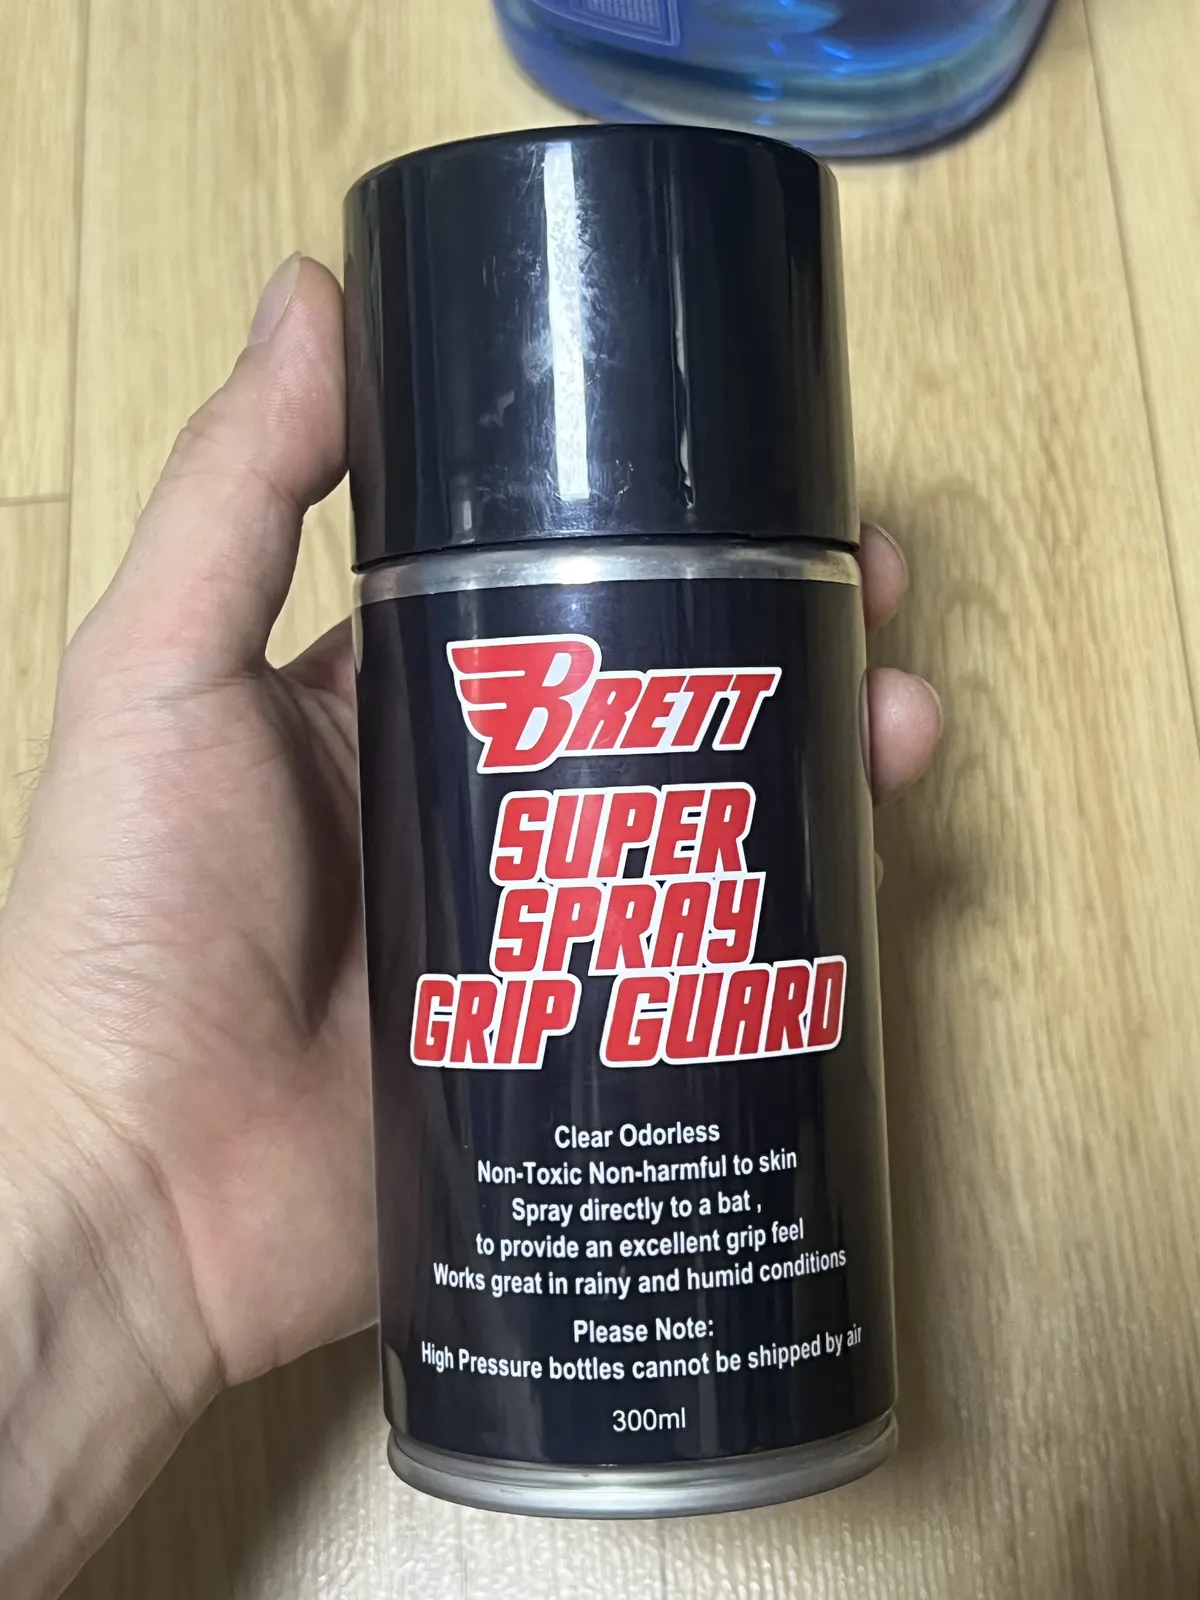 BRETT
SUPER
SPRAY
GRIP GUARD
Clear Odorless
Non-Toxic Non-harmful to skin
Spray directly to a bat ,
to provide an excellent grip feel
Works great in rainy and humid conditions
Please Note:
High Pressure bottles cannot be shipped by air
300ml